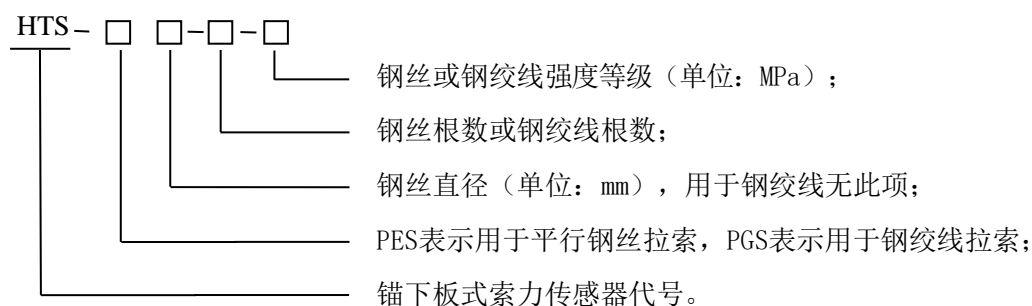 HTS-□ □-□-□
钢丝或钢绞线强度等级（单位：MPa）；
钢丝根数或钢绞线根数；
钢丝直径（单位：mm），用于钢绞线无此项；
PES表示用于平行钢丝拉索，PGS表示用于钢绞线拉索；
锚下板式索力传感器代号。